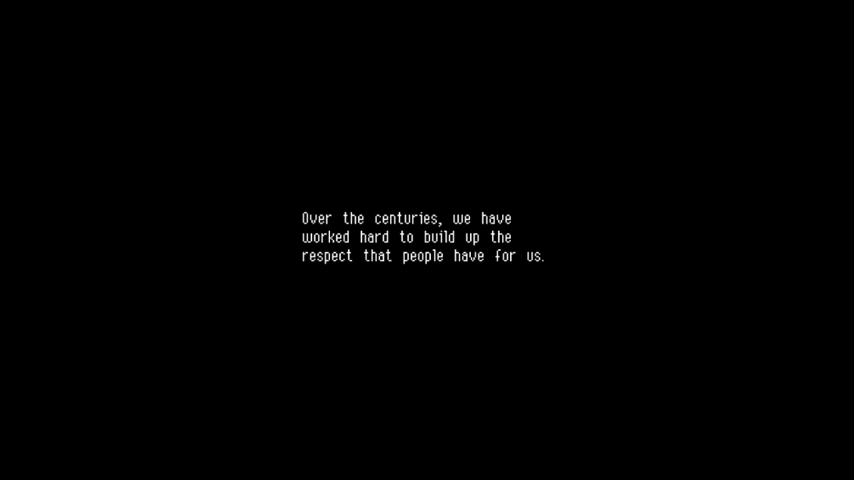 Over the centuries, we have
worked hard to build up the
respect that people have for us.